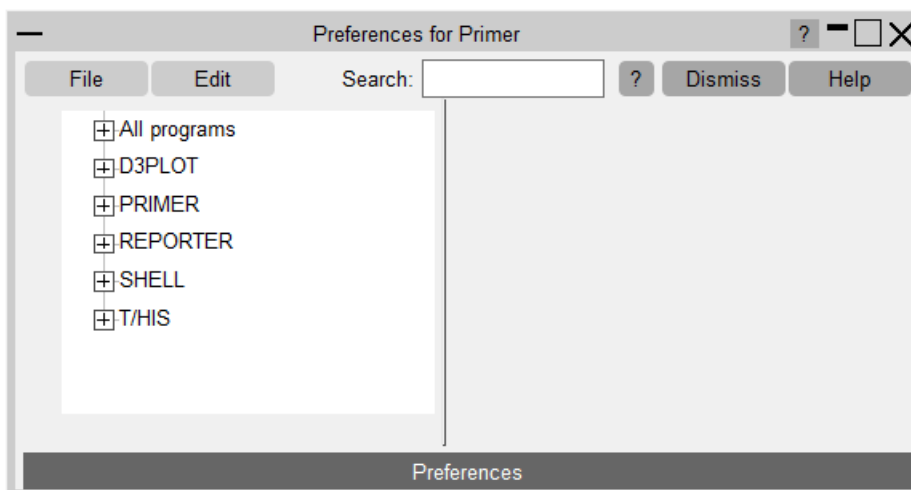 Preferences for Primer ?
File Edit Search: ? Dismiss Help
All programs
D3PLOT
PRIMER
REPORTER
SHELL
T/HIS
Preferences